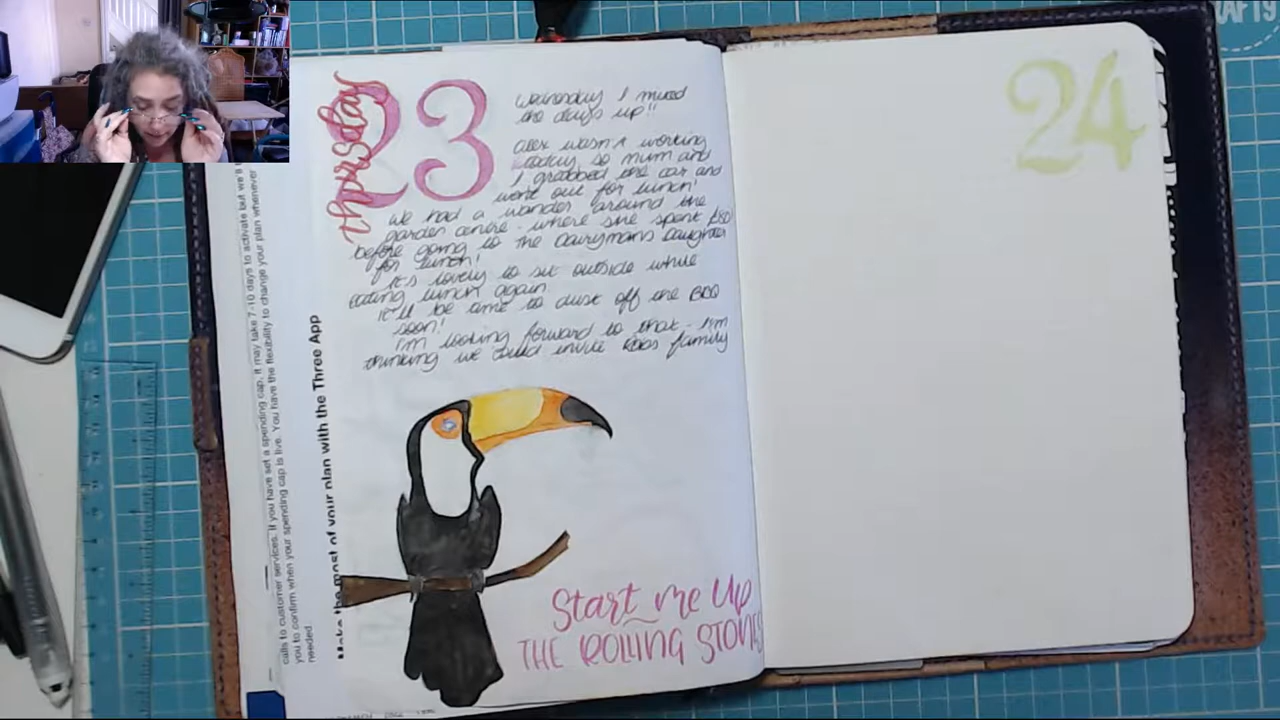 calls to customer services. If you have set a spending cap, it may take 7-10 days to activate but we'll
you to confirm when your spending cap is live. You have the flexibility to change your plan whenever
needed.
Make the most of your plan with the Three App
thursday
23
Wednesday I mixed
the days up!!
Alex wasn't working
today so mum and
I grabbed the car and
went out for lunch!
We had a wander around the
garden centre - where she spent £80
before going to the Dairymans Daughter
for lunch!
It's lovely to sit outside while
eating lunch again
It'll be time to dust off the BBQ
soon!
I'm looking forward to that - I'm
thinking we could invite family
Start me Up
THE ROLLING STONES
24
CRAFTY